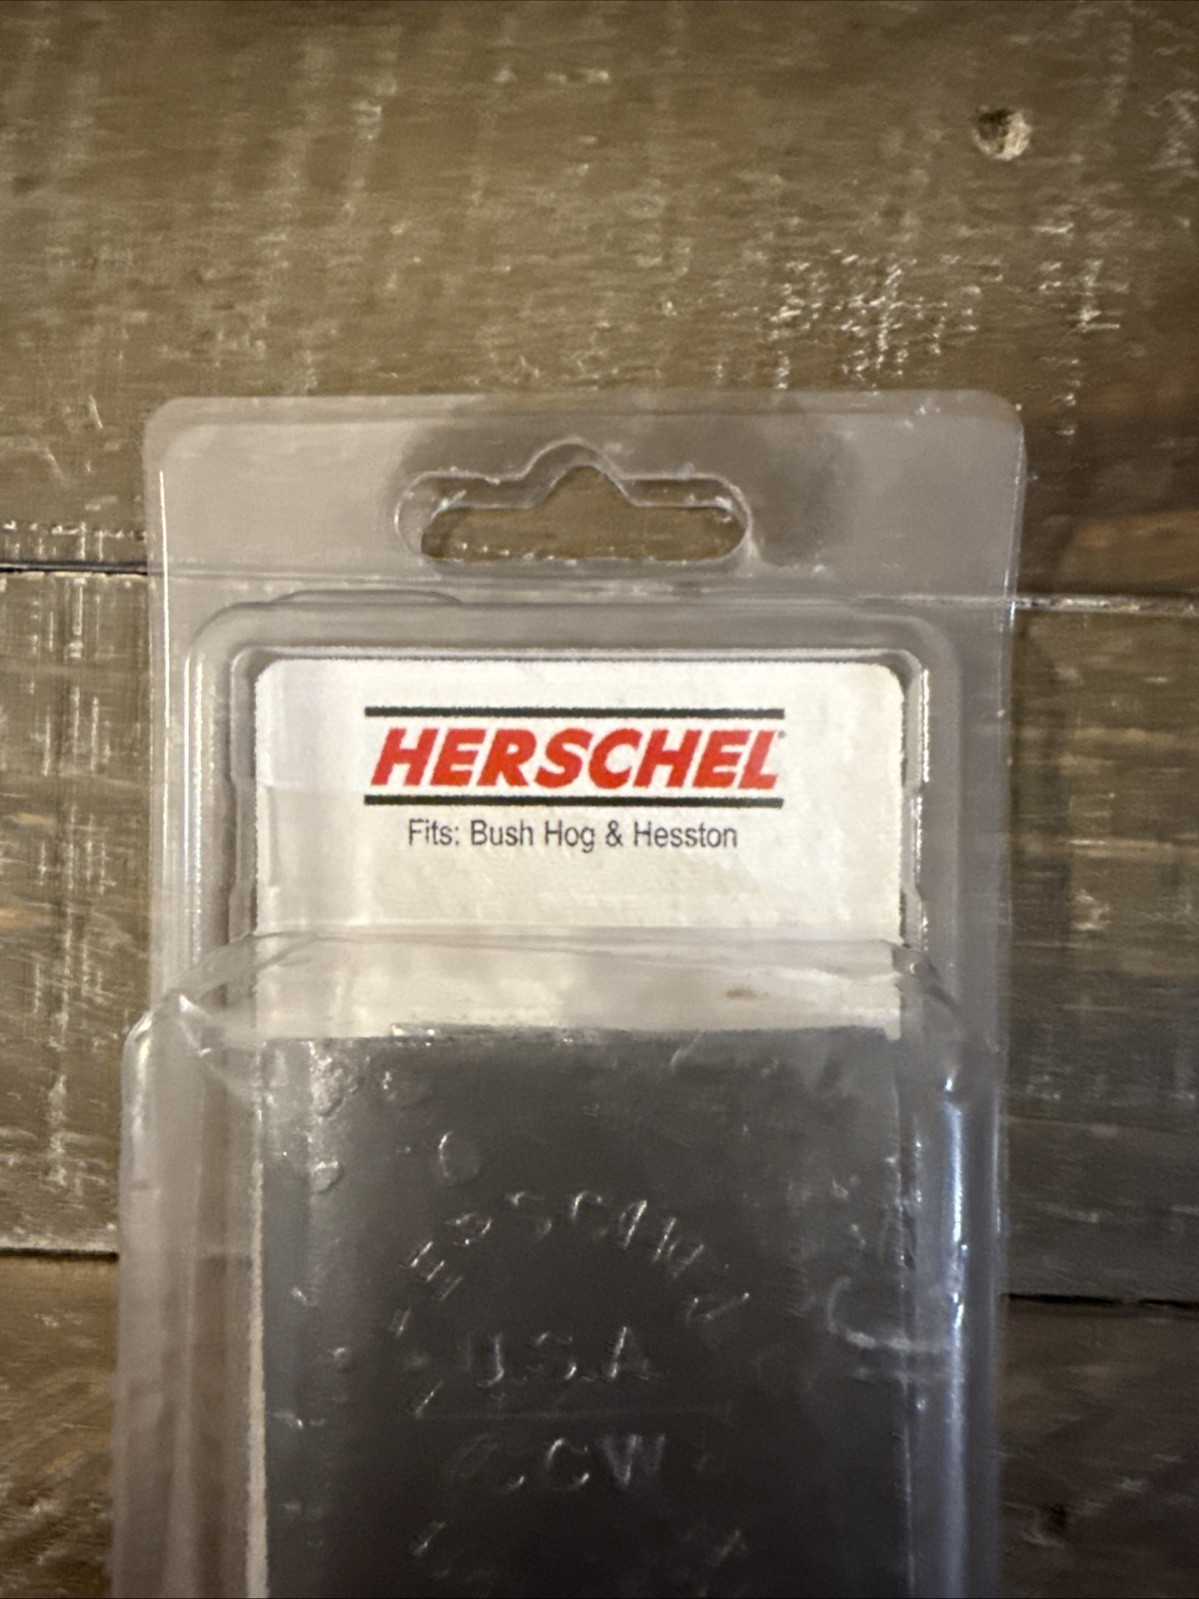 HERSCHEL
Fits: Bush Hog & Hesston
U.S.A.
CCW